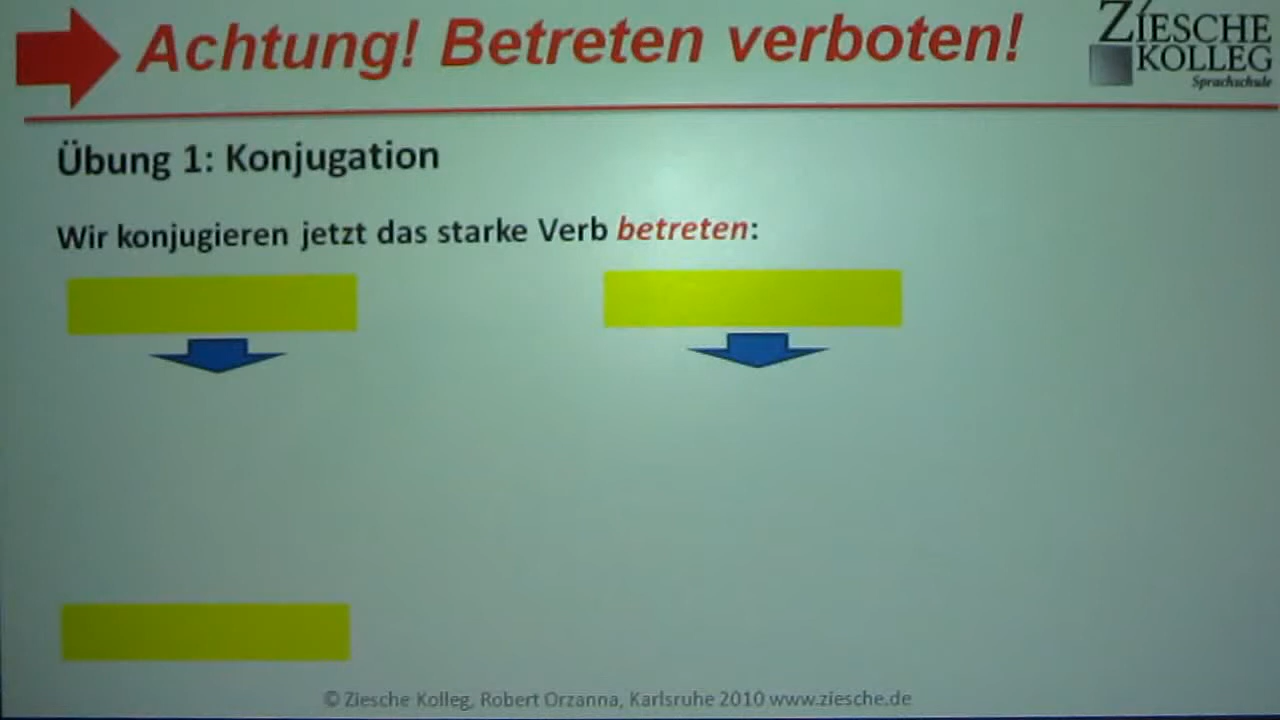 Achtung! Betreten verboten!
ZIESCHE
KOLLEG
Sprachschule
Übung 1: Konjugation
Wir konjugieren jetzt das starke Verb betreten:
© Ziesche Kolleg, Robert Orzanna, Karlsruhe 2010 www.ziesche.de